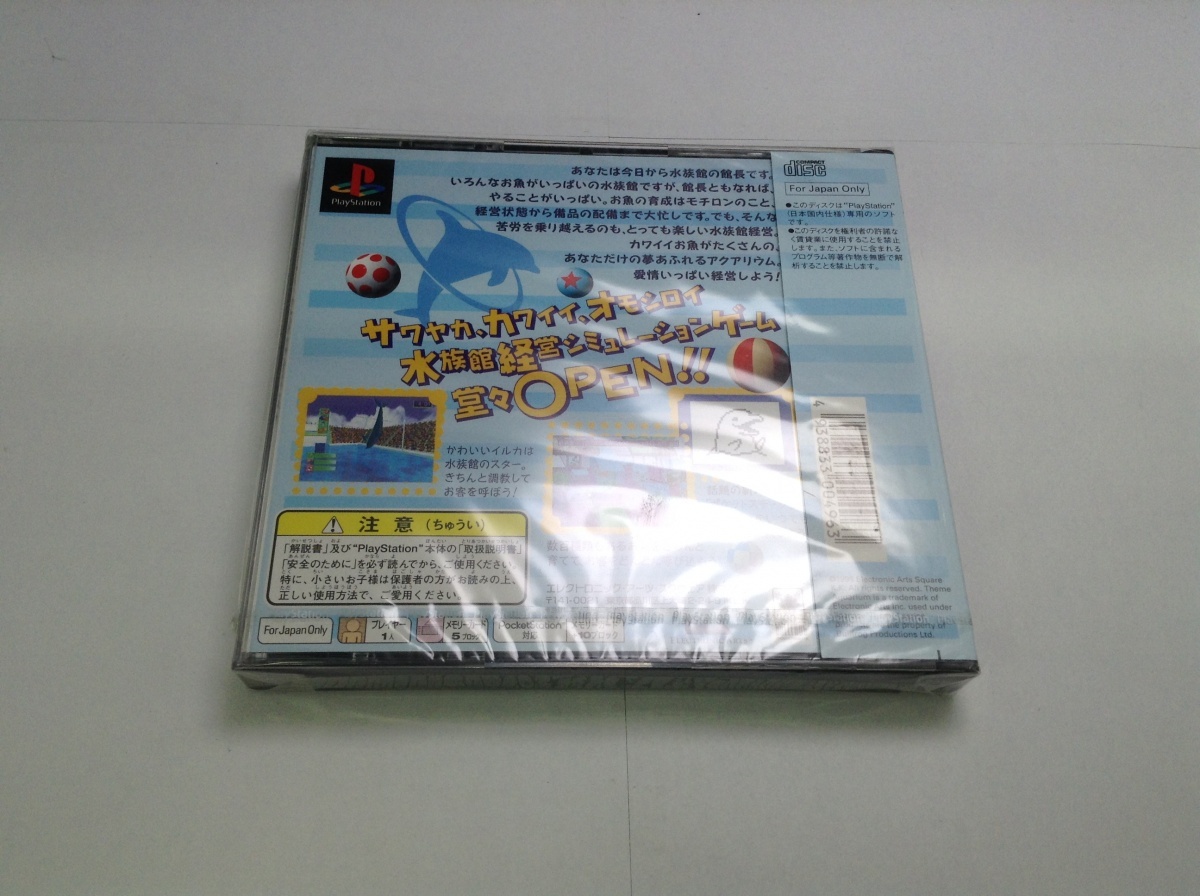 PlayStation
あなたは今日から水族館の館長です。
いろんなお魚がいっぱいの水族館ですが、館長ともなれば、
やることがいっぱい。お魚の育成はモチロンのこと、
経営状態から備品の配備まで大忙しです。でも、そんな
苦労を乗り越えるのも、とっても楽しい水族館経営。
カワイイお魚がたくさんの、
あなただけの夢あふれるアクアリウム。
愛情いっぱい経営しよう!
サワヤカ、カワイイ、オモシロイ
水族館経営シミュレーションゲーム
堂々OPEN!!
かわいいイルカは
水族館のスター。
きちんと調教して
お客を呼ぼう!
注意(ちゅうい)
「解説書」及び"PlayStation"本体の「取扱説明書」
「安全のために」を必ず読んでから、ご使用ください。
特に、小さいお子様は保護者の方がお読みの上、
正しい使用方法で、ご愛用ください。
For Japan Only
プレイヤー
1人
メモリーカード
5ブロック
PocketStation
対応
COMPACT
disc
For Japan Only
●このディスクは"PlayStation"
(日本国内仕様)専用のソフト
です。
●このディスクを権利者の許諾な
く賃貸業に使用することを禁止
します。また、ソフトに含まれる
プログラム等著作物を無断で解
析することを禁止します。
4 938833 004963
Electronic Arts Square
reserved. Theme
is a trademark of
Electronic Arts Inc. used under
property of
Productions Ltd.